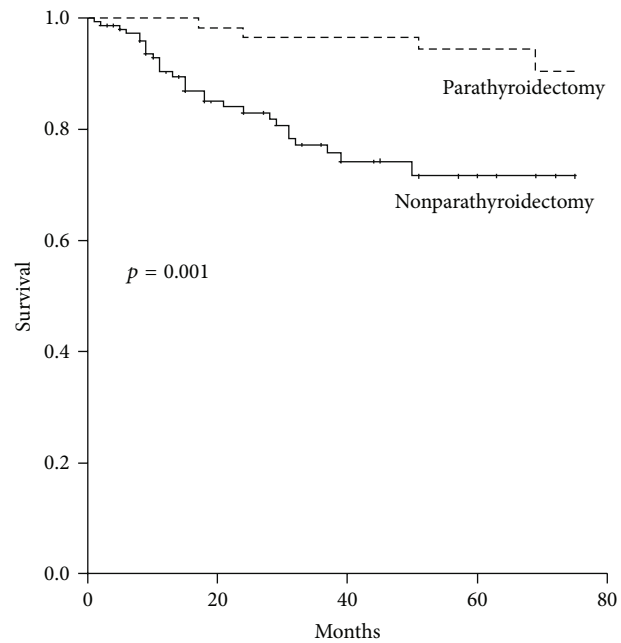 1.0
Parathyroidectomy
0.8
Nonparathyroidectomy
0.6
p = 0.001
Survival
0.4
0.2
0.0
0 20 40 60 80
Months